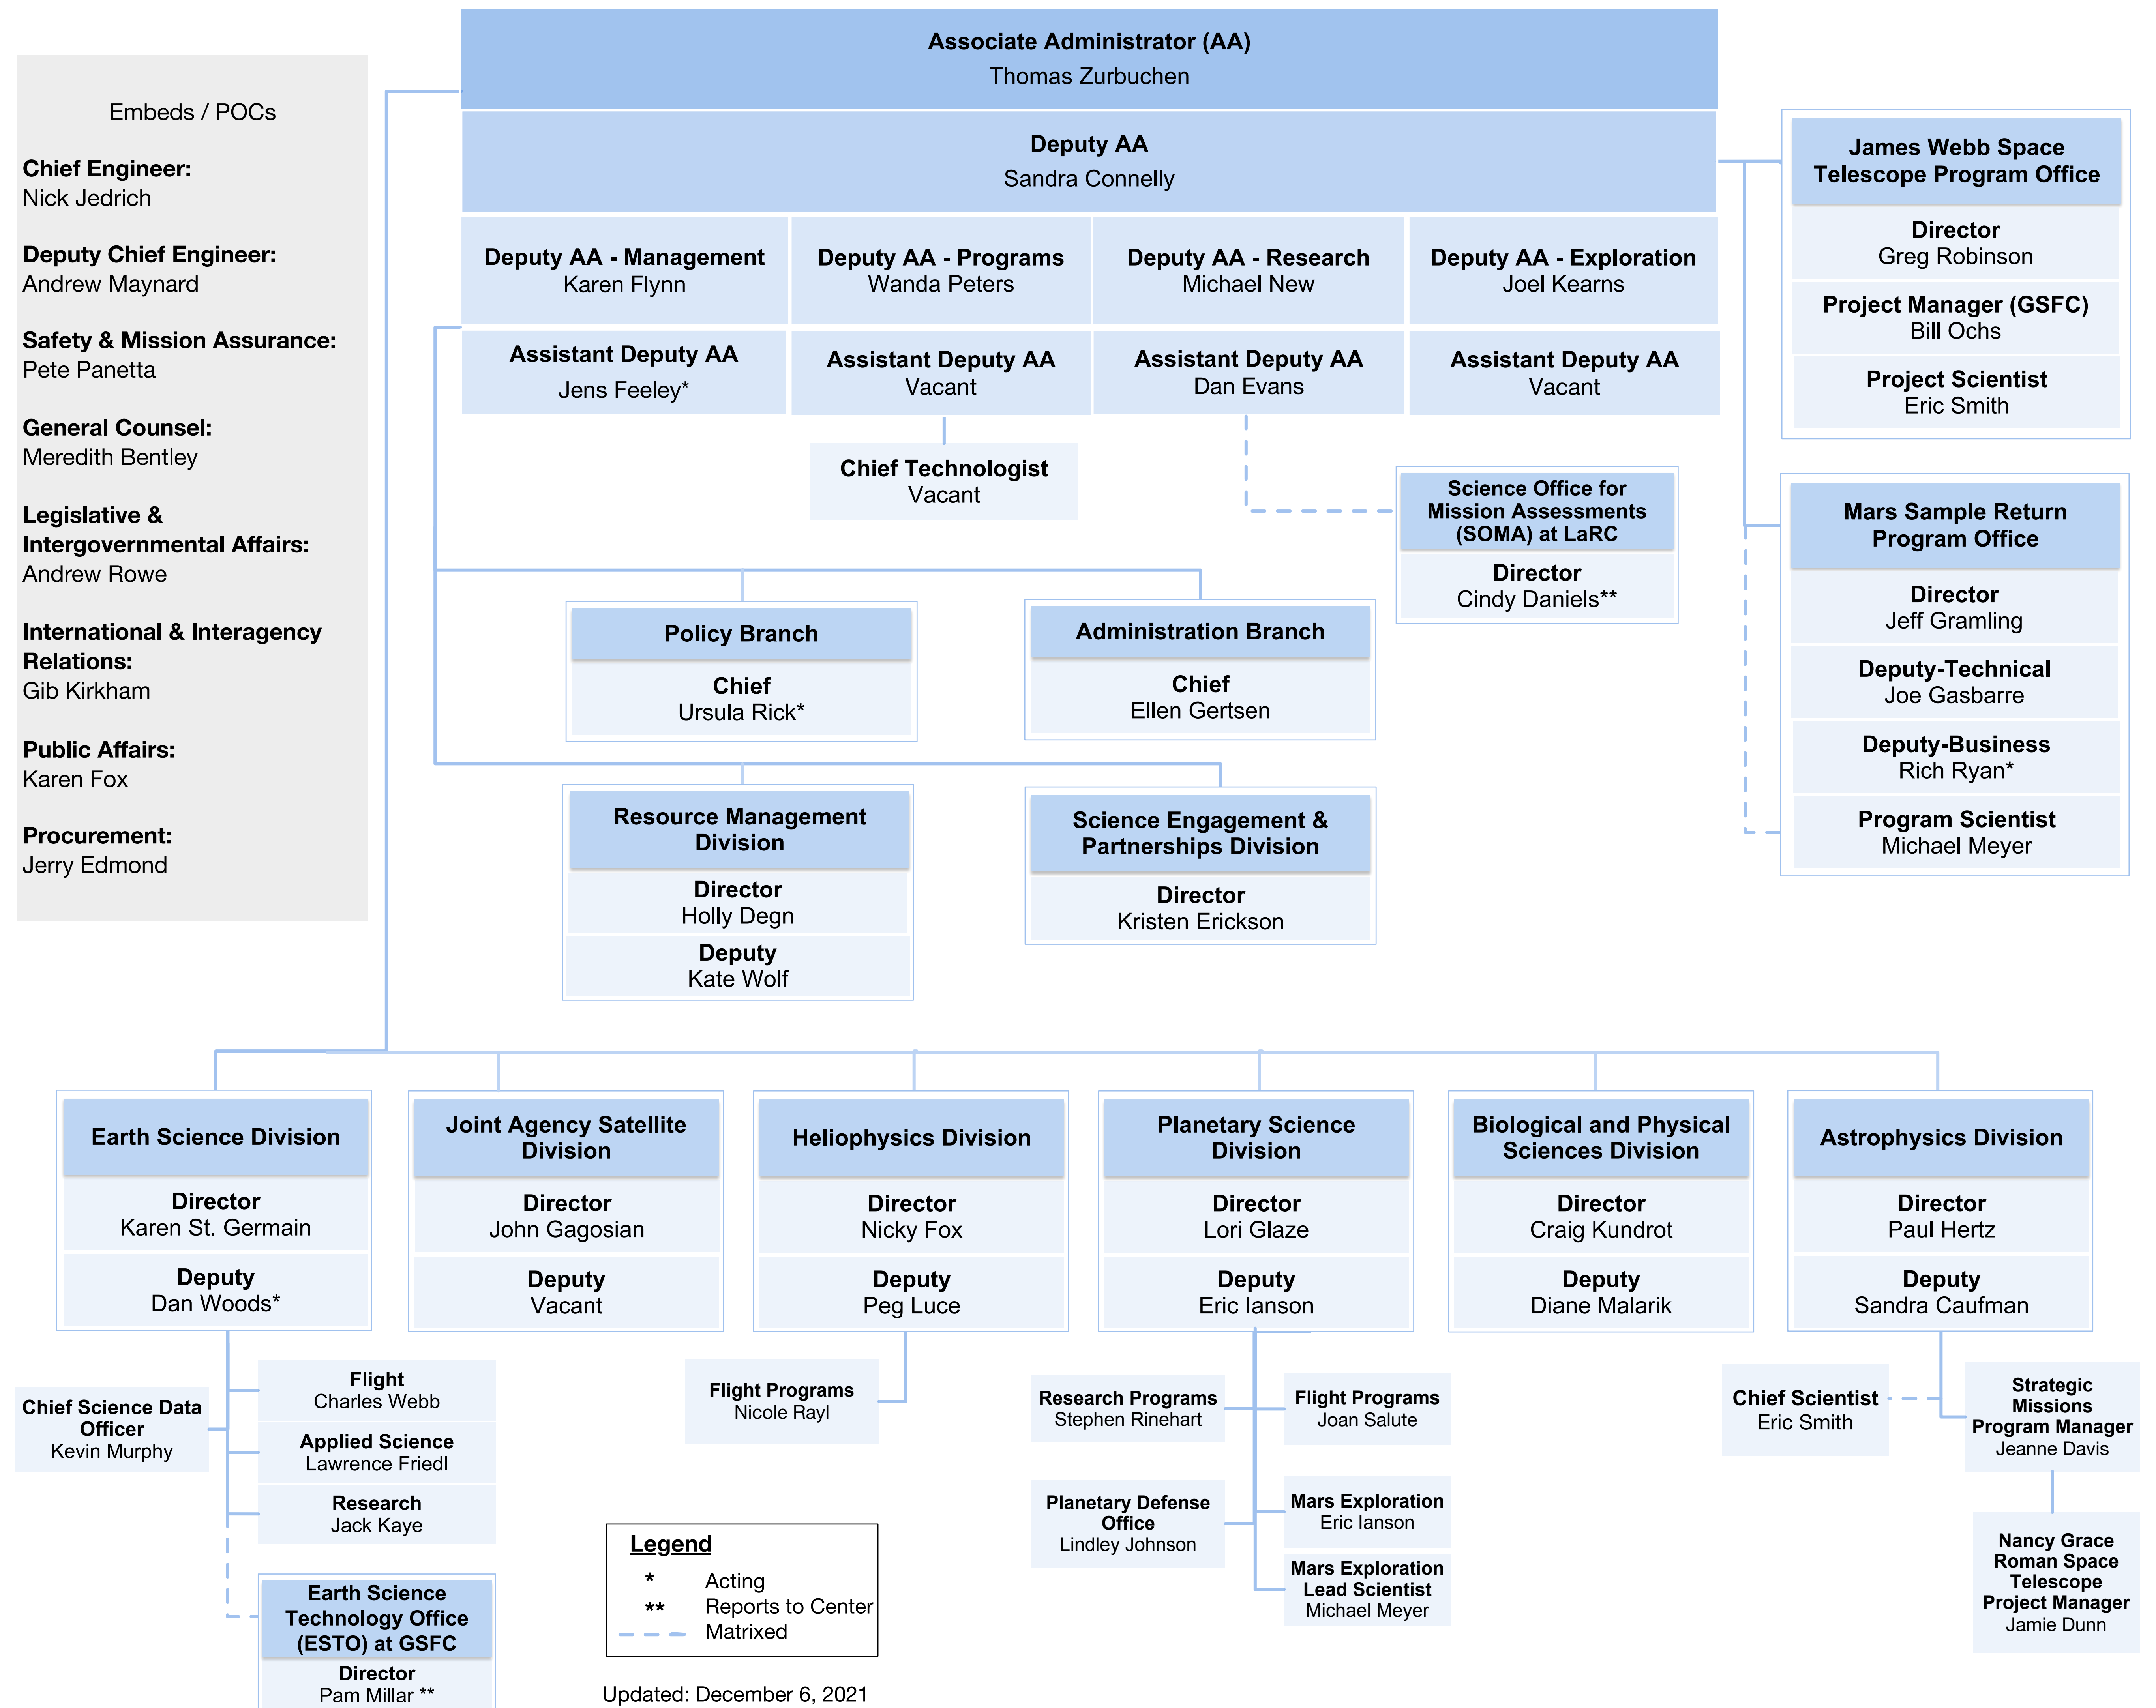 Associate Administrator (AA)
Thomas Zurbuchen
Deputy AA
Sandra Connelly
Embeds / POCs
Chief Engineer:
Nick Jedrich
Deputy Chief Engineer:
Andrew Maynard
Safety & Mission Assurance:
Pete Panetta
General Counsel:
Meredith Bentley
Legislative &
Intergovernmental Affairs:
Andrew Rowe
International & Interagency
Relations:
Gib Kirkham
Public Affairs:
Karen Fox
Procurement:
Jerry Edmond
Deputy AA - Management
Karen Flynn
Deputy AA - Programs
Wanda Peters
Deputy AA - Research
Michael New
Deputy AA - Exploration
Joel Kearns
Assistant Deputy AA
Jens Feeley*
Assistant Deputy AA
Vacant
Assistant Deputy AA
Dan Evans
Assistant Deputy AA
Vacant
Chief Technologist
Vacant
Science Office for
Mission Assessments
(SOMA) at LaRC
Director
Cindy Daniels**
James Webb Space
Telescope Program Office
Director
Greg Robinson
Project Manager (GSFC)
Bill Ochs
Project Scientist
Eric Smith
Mars Sample Return
Program Office
Director
Jeff Gramling
Deputy-Technical
Joe Gasbarre
Deputy-Business
Rich Ryan*
Program Scientist
Michael Meyer
Policy Branch
Chief
Ursula Rick*
Administration Branch
Chief
Ellen Gertsen
Resource Management
Division
Director
Holly Degn
Deputy
Kate Wolf
Science Engagement &
Partnerships Division
Director
Kristen Erickson
Earth Science Division
Director
Karen St. Germain
Deputy
Dan Woods*
Joint Agency Satellite
Division
Director
John Gagosian
Deputy
Vacant
Heliophysics Division
Director
Nicky Fox
Deputy
Peg Luce
Planetary Science
Division
Director
Lori Glaze
Deputy
Eric Ianson
Biological and Physical
Sciences Division
Director
Craig Kundrot
Deputy
Diane Malarik
Astrophysics Division
Director
Paul Hertz
Deputy
Sandra Caufman
Chief Science Data
Officer
Kevin Murphy
Flight
Charles Webb
Applied Science
Lawrence Friedl
Research
Jack Kaye
Earth Science
Technology Office
(ESTO) at GSFC
Director
Pam Millar **
Flight Programs
Nicole Rayl
Research Programs
Stephen Rinehart
Flight Programs
Joan Salute
Planetary Defense
Office
Lindley Johnson
Mars Exploration
Eric Ianson
Mars Exploration
Lead Scientist
Michael Meyer
Chief Scientist
Eric Smith
Strategic
Missions
Program Manager
Jeanne Davis
Nancy Grace
Roman Space
Telescope
Project Manager
Jamie Dunn
Legend
* Acting
** Reports to Center
Matrixed
Updated: December 6, 2021